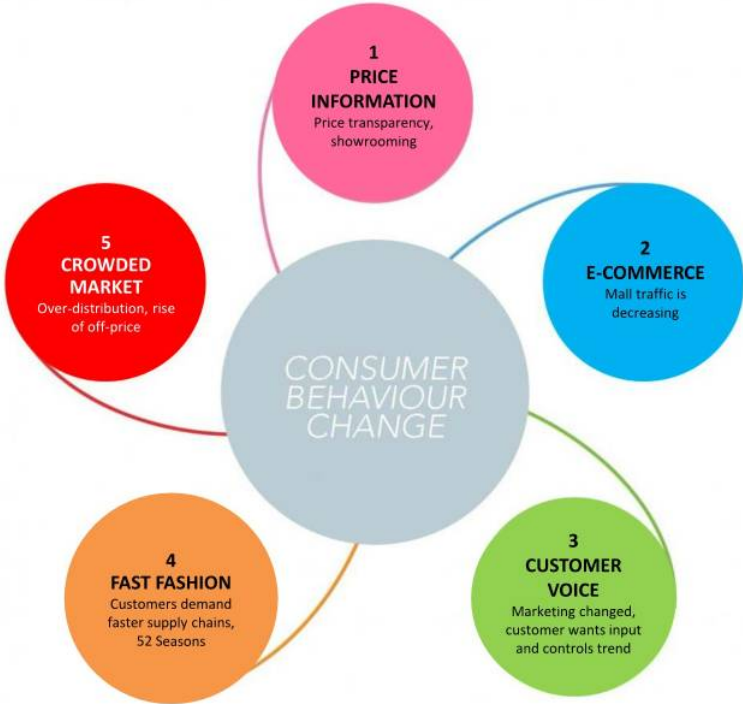 1
PRICE
INFORMATION
Price transparency,
showrooming
2
E-COMMERCE
Mall traffic is
decreasing
3
CUSTOMER
VOICE
Marketing changed,
customer wants input
and controls trend
4
FAST FASHION
Customers demand
faster supply chains,
52 Seasons
5
CROWDED
MARKET
Over-distribution, rise
of off-price
CONSUMER
BEHAVIOUR
CHANGE